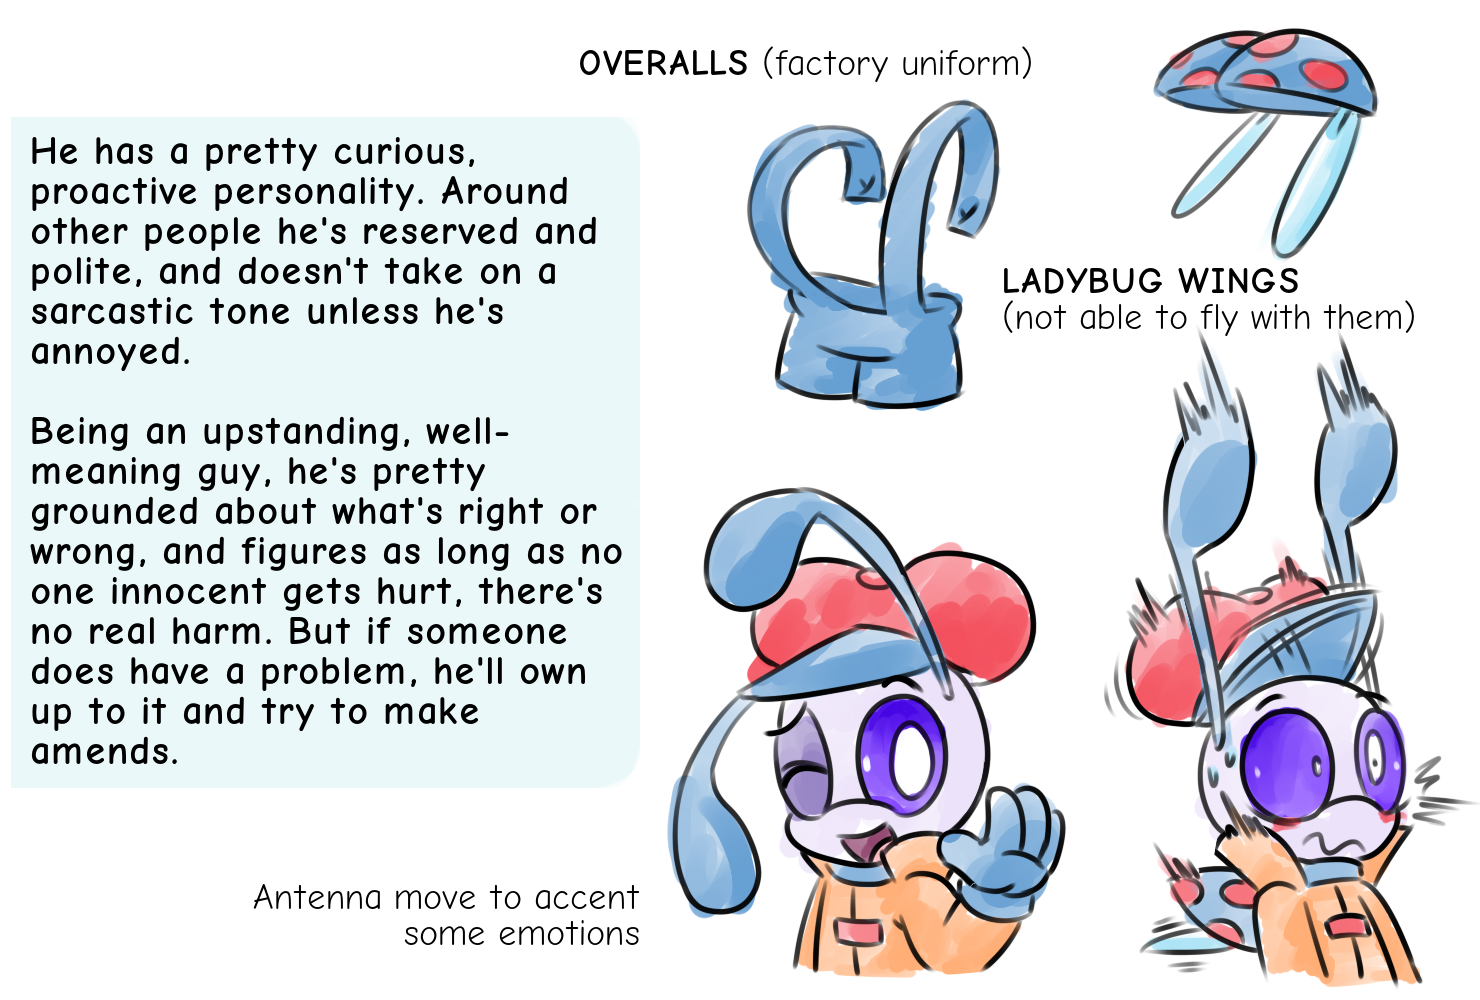 OVERALLS (factory uniform)
He has a pretty curious,
proactive personality. Around
other people he's reserved and
polite, and doesn't take on a
sarcastic tone unless he's
annoyed.
Being an upstanding, well-
meaning guy, he's pretty
grounded about what's right or
wrong, and figures as long as no
one innocent gets hurt, there's
no real harm. But if someone
does have a problem, he'll own
up to it and try to make
amends.
LADYBUG WINGS
(not able to fly with them)
Antenna move to accent
some emotions